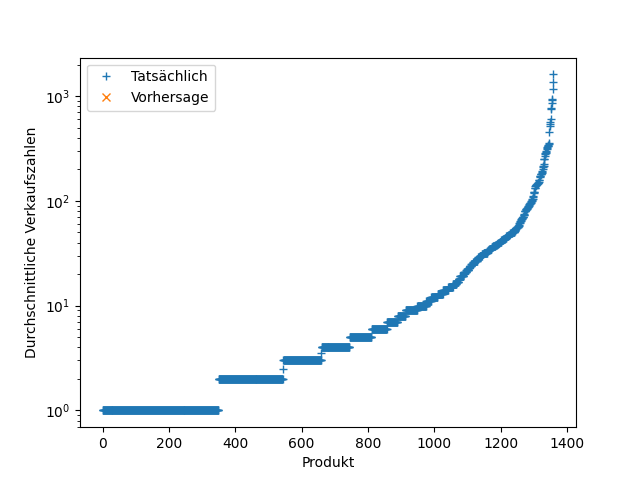 Tatsächlich
Vorhersage
10³
10²
10¹
10⁰
Durchschnittliche Verkaufszahlen
0 200 400 600 800 1000 1200 1400
Produkt